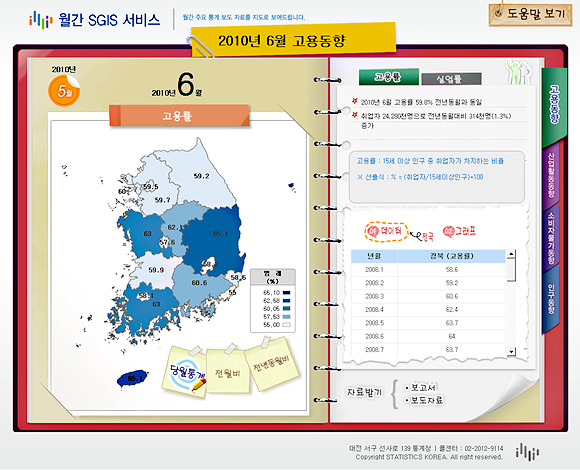 월간 SGIS 서비스
월간 주요 통계 보도 자료를 지도로 보여드립니다.
도움말 보기
2010년 6월 고용동향
2010년
5월
2010년 6월
고용률
59.2
60
59.5
59.7
63
62.
57.6
65.1
59.9
58.2
60.6
58.6
55
58.1
63
65.1
범 례
(%)
65,10
62,58
60,05
57,53
55,00
당월통계
전월비
전년동월비
고용률
실업률
2010년 6월 고용률 59.8% 전년동월과 동일
취업자 24,280천명으로 전년동월대비 314천명(1.3%)
증가
고용률 : 15세 이상 인구 중 취업자가 차지하는 비율
※ 산출식 : % = (취업자/15세이상인구)*100
데이터
전국
그래프
년월 경북 (고용률)
2008.1 58.6
2008.2 59.2
2008.3 60.6
2008.4 62.4
2008.5 63.7
2008.6 64
2008.7 63.7
자료받기
보고서
보도자료
고용동향
산업활동동향
소비자물가동향
인구동향
대전 서구 선사로 139 통계청 | 콜센터 : 02-2012-9114
Copyright STATISTICS KOREA. All right reserved.